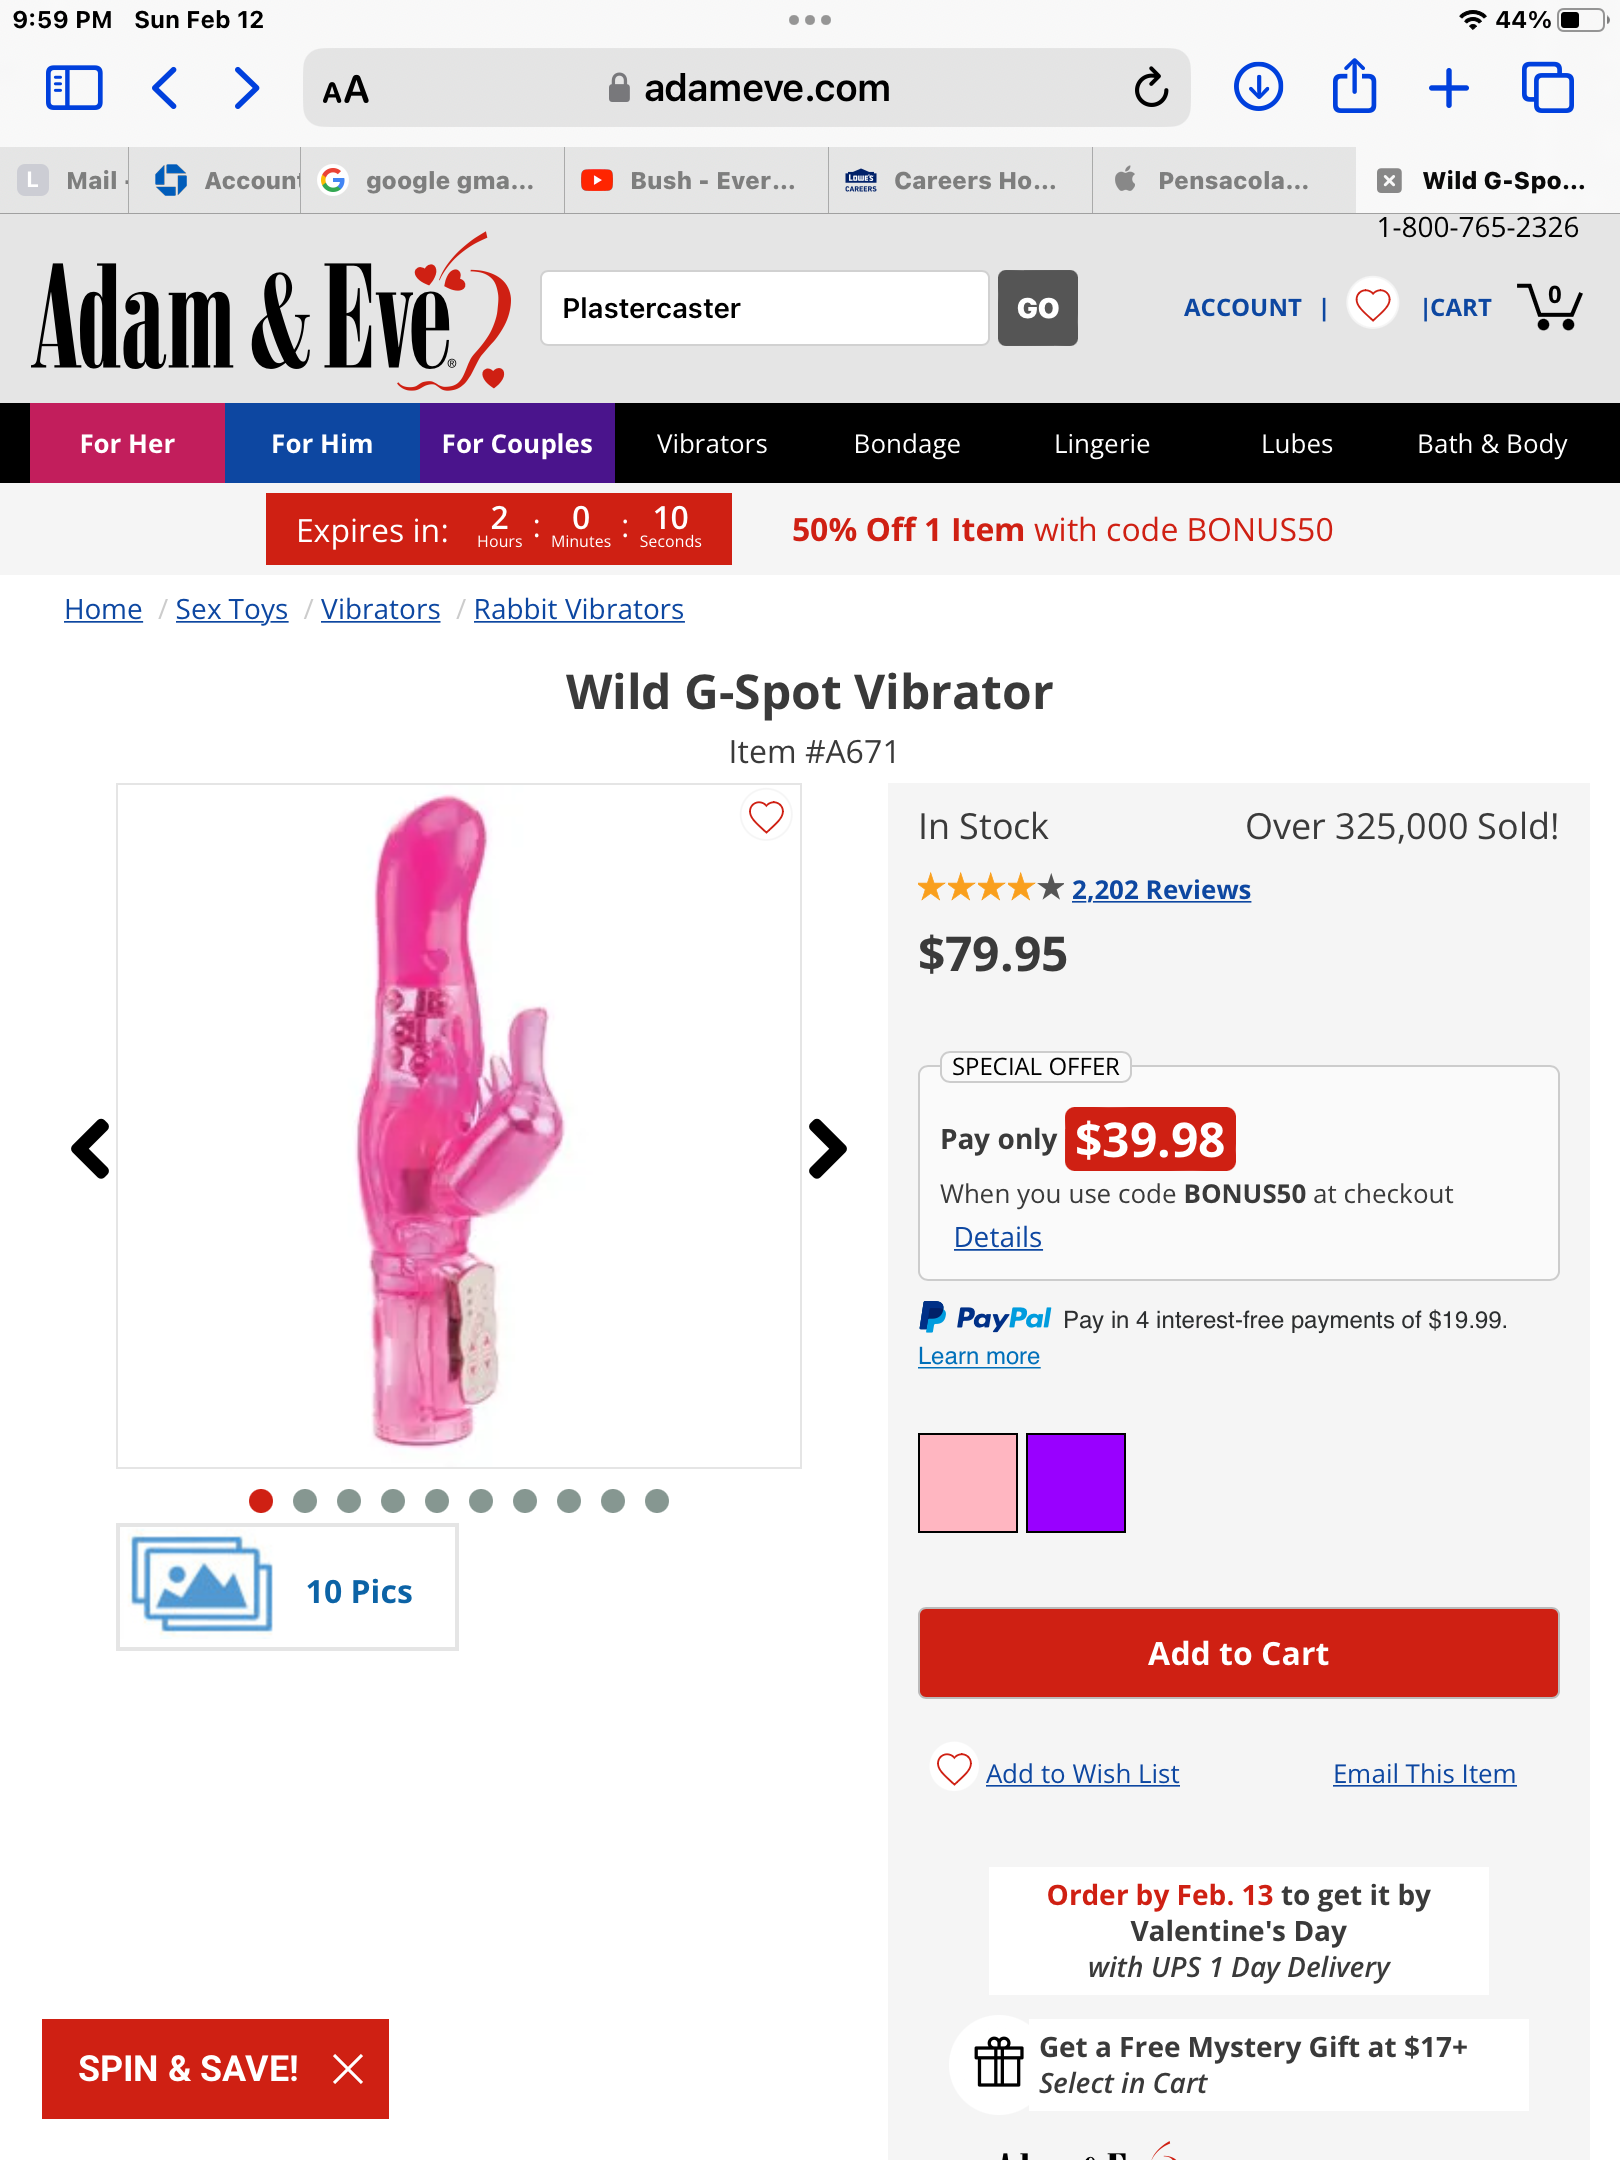 9:59 PM Sun Feb 12
44%
AA adameve.com
L Mail Account google gma... Bush - Ever... LOWE'S CAREERS Careers Ho... Pensacola... Wild G-Spo...
1-800-765-2326
Adam & Eve®
Plastercaster
GO
ACCOUNT | |CART 0
For Her For Him For Couples Vibrators Bondage Lingerie Lubes Bath & Body
Expires in: 2 Hours : 0 Minutes : 10 Seconds
50% Off 1 Item with code BONUS50
Home / Sex Toys / Vibrators / Rabbit Vibrators
Wild G-Spot Vibrator
Item #A671
In Stock Over 325,000 Sold!
2,202 Reviews
$79.95
SPECIAL OFFER
Pay only $39.98
When you use code BONUS50 at checkout
Details
PayPal Pay in 4 interest-free payments of $19.99.
Learn more
10 Pics
Add to Cart
Add to Wish List Email This Item
Order by Feb. 13 to get it by
Valentine's Day
with UPS 1 Day Delivery
SPIN & SAVE!
Get a Free Mystery Gift at $17+
Select in Cart